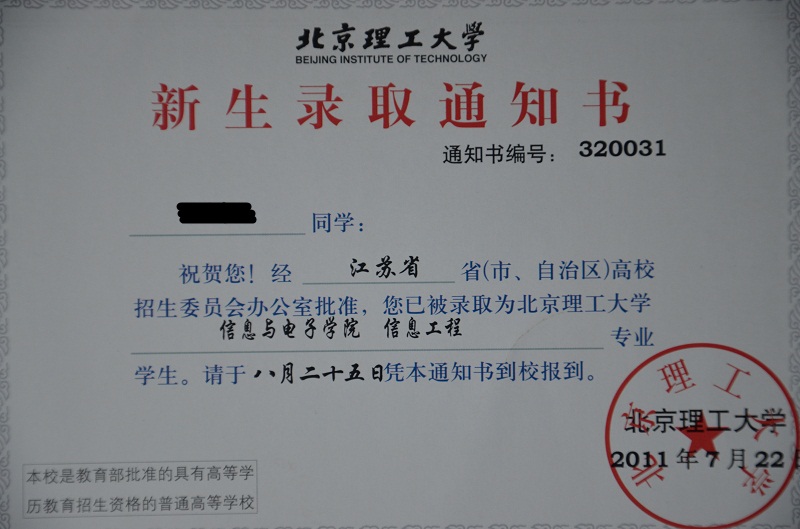 北京理工大学
BEIJING INSTITUTE OF TECHNOLOGY
新生录取通知书
通知书编号：320031
同学：
祝贺您！经 江苏省 省(市、自治区)高校
招生委员会办公室批准，您已被录取为北京理工大学
信息与电子学院 信息工程 专业
学生。请于八月二十五日凭本通知书到校报到。
北京理工大学
北京理工大学
2011年7月22日
本校是教育部批准的具有高等学
历教育招生资格的普通高等学校